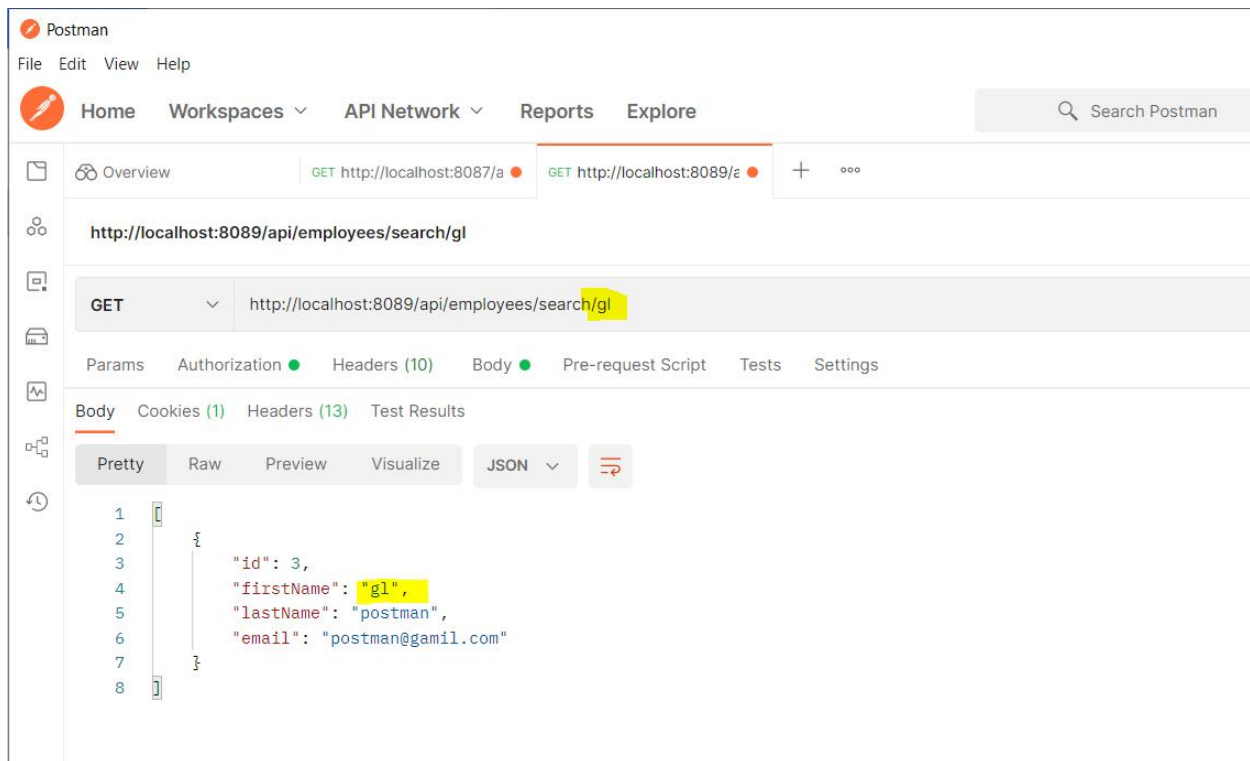 Postman
File Edit View Help
Home Workspaces API Network Reports Explore Search Postman
Overview GET http://localhost:8087/a GET http://localhost:8089/a
http://localhost:8089/api/employees/search/gl
GET http://localhost:8089/api/employees/search/gl
Params Authorization Headers (10) Body Pre-request Script Tests Settings
Body Cookies (1) Headers (13) Test Results
Pretty Raw Preview Visualize JSON
1 [
2 {
3 "id": 3,
4 "firstName": "gl",
5 "lastName": "postman",
6 "email": "postman@gamil.com"
7 }
8 ]